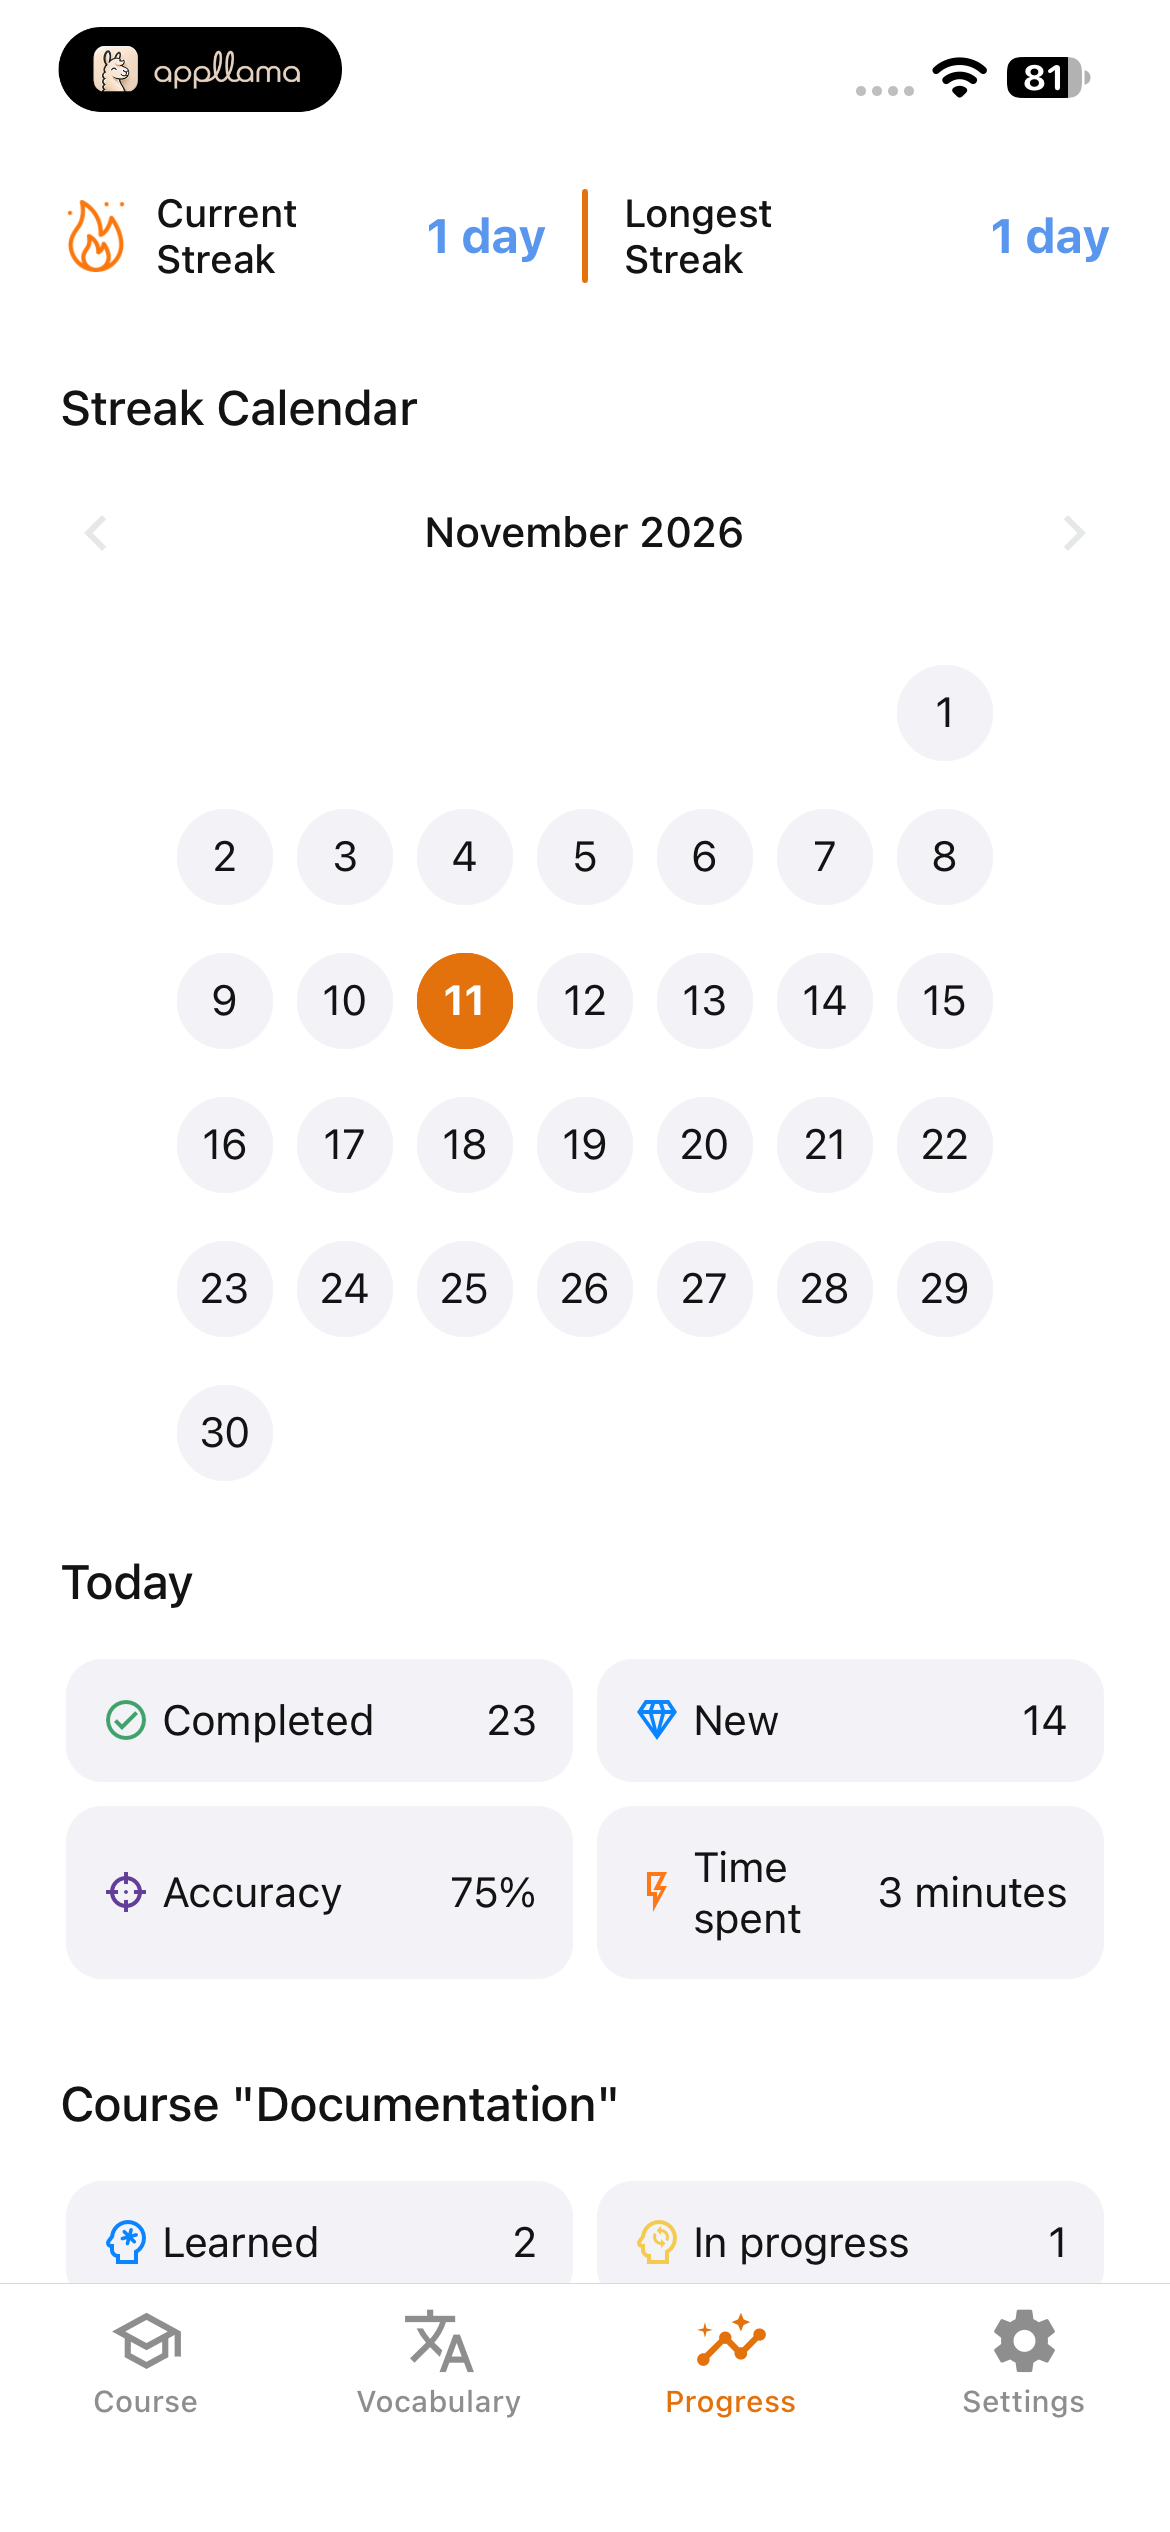 appllama
81
Current
Streak
1 day
Longest
Streak
1 day
Streak Calendar
November 2026
1
2 3 4 5 6 7 8
9 10 11 12 13 14 15
16 17 18 19 20 21 22
23 24 25 26 27 28 29
30
Today
Completed 23
New 14
Accuracy 75%
Time
spent
3 minutes
Course "Documentation"
Learned 2
In progress 1
Course
Vocabulary
Progress
Settings